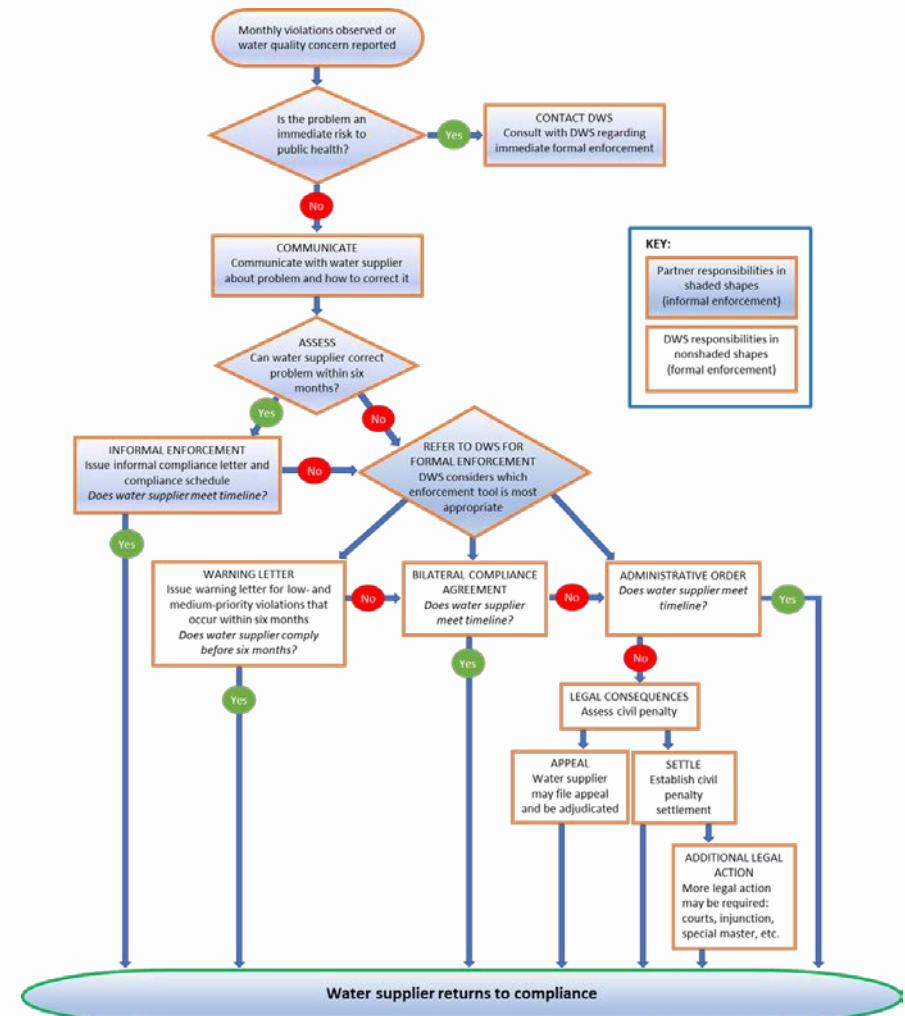 Monthly violations observed or
water quality concern reported
Is the problem an
immediate risk to
public health?
Yes
CONTACT DWS
Consult with DWS regarding
immediate formal enforcement
No
COMMUNICATE
Communicate with water supplier
about problem and how to correct it
KEY:
Partner responsibilities in
shaded shapes
(informal enforcement)
DWS responsibilities in
nonshaded shapes
(formal enforcement)
ASSESS
Can water supplier correct
problem within six
months?
Yes
No
INFORMAL ENFORCEMENT
Issue informal compliance letter and
compliance schedule
Does water supplier meet timeline?
No
REFER TO DWS FOR
FORMAL ENFORCEMENT
DWS considers which
enforcement tool is most
appropriate
Yes
WARNING LETTER
Issue warning letter for low- and
medium-priority violations that
occur within six months
Does water supplier comply
before six months?
No
BILATERAL COMPLIANCE
AGREEMENT
Does water supplier
meet timeline?
No
ADMINISTRATIVE ORDER
Does water supplier meet
timeline?
Yes
Yes
Yes
No
LEGAL CONSEQUENCES
Assess civil penalty
APPEAL
Water supplier
may file appeal
and be adjudicated
SETTLE
Establish civil
penalty
settlement
ADDITIONAL LEGAL
ACTION
More legal action
may be required:
courts, injunction,
special master, etc.
Water supplier returns to compliance